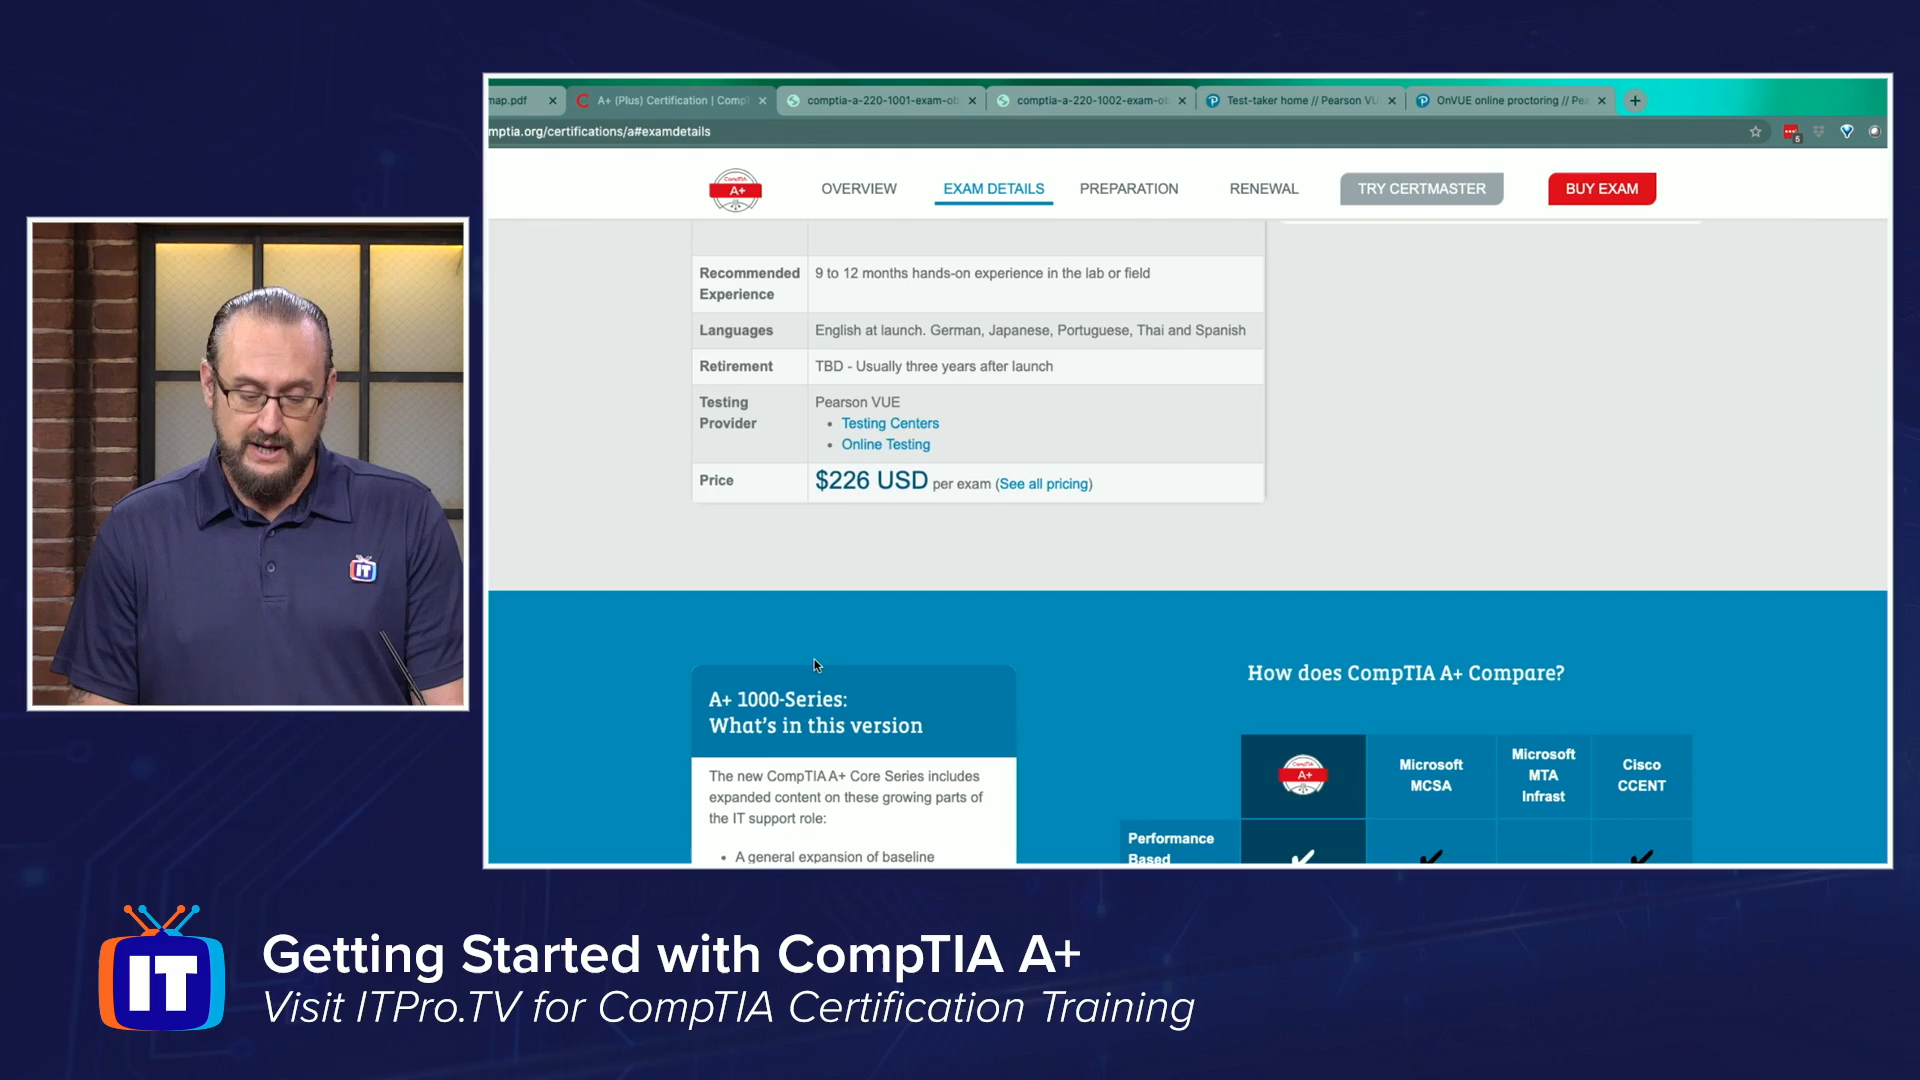 map.pdf
A+ (Plus) Certification | Comp
comptia-a-220-1001-exam-ob
comptia-a-220-1002-exam-ob
Test-taker home // Pearson VU
OnVUE online proctoring // Pea
mptia.org/certifications/a#examdetails
5
CompTIA
A+
OVERVIEW
EXAM DETAILS
PREPARATION
RENEWAL
TRY CERTMASTER
BUY EXAM
Recommended Experience
9 to 12 months hands-on experience in the lab or field
Languages
English at launch. German, Japanese, Portuguese, Thai and Spanish
Retirement
TBD - Usually three years after launch
Testing Provider
Pearson VUE
• Testing Centers
• Online Testing
Price
$226 USD per exam (See all pricing)
A+ 1000-Series:
What's in this version
The new CompTIA A+ Core Series includes
expanded content on these growing parts of
the IT support role:
• A general expansion of baseline
How does CompTIA A+ Compare?
CompTIA
A+
Microsoft
MCSA
Microsoft
MTA
Infrast
Cisco
CCENT
Performance
Based
IT
IT
Getting Started with CompTIA A+
Visit ITPro.TV for CompTIA Certification Training